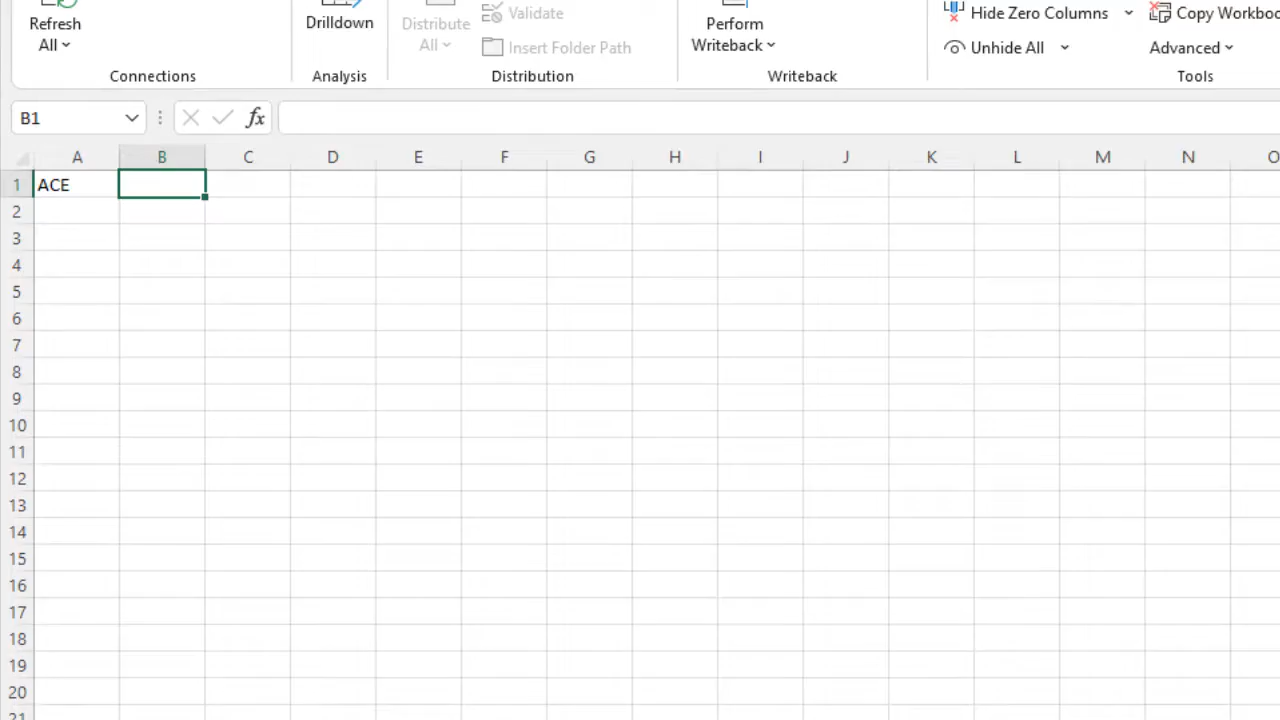 Refresh All
Drilldown
Distribute All
Validate
Insert Folder Path
Perform Writeback
Hide Zero Columns
Unhide All
Advanced
Connections
Analysis
Distribution
Writeback
Tools
B1
fx
A B C D E F G H I J K L M N
1 ACE
2
3
4
5
6
7
8
9
10
11
12
13
14
15
16
17
18
19
20